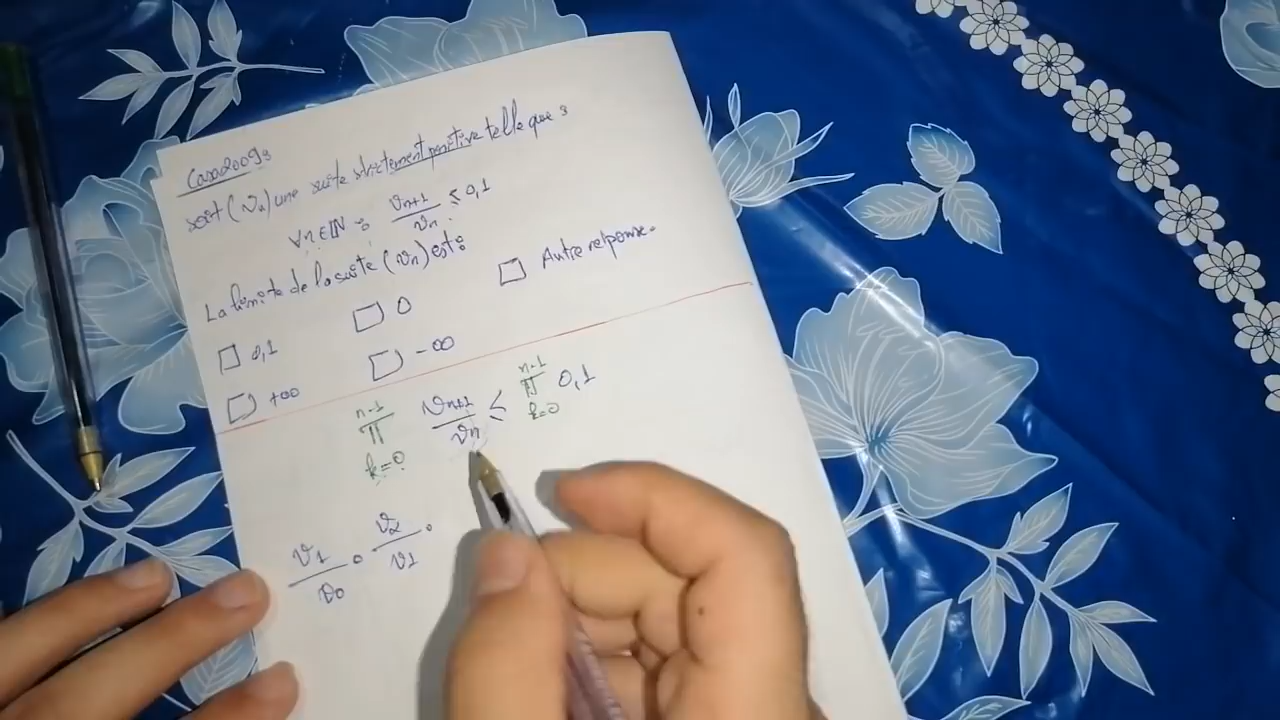 Casa2009:
soit (vn) une suite strictement positive telle que :
∀n∈IN : vn+1/vn ≤ 0,1
La limite de la suite (vn) est :
□ 0,1 □ 0 □ Autre réponse.
□ +∞ □ -∞
n-1 ∏ k=0 vn+1/vn ≤ n-1 ∏ k=0 0,1
v1/v0 · v2/v1 ·